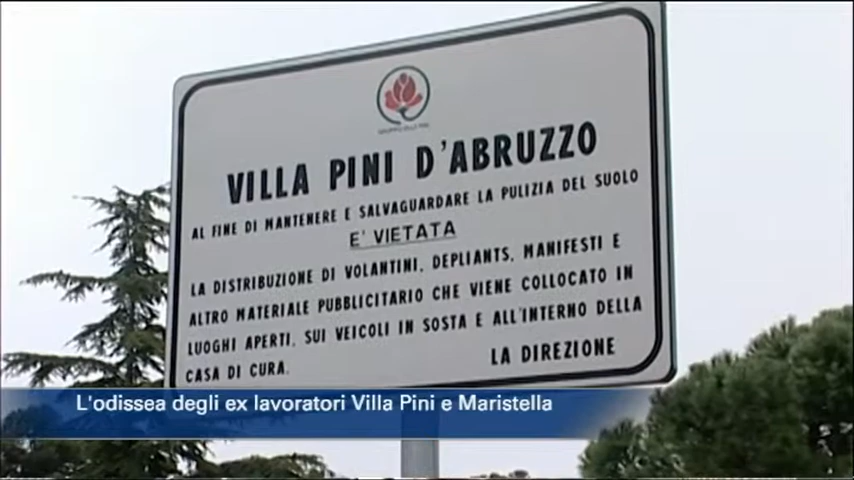 VILLA PINI D'ABRUZZO
AL FINE DI MANTENERE E SALVAGUARDARE LA PULIZIA DEL SUOLO
E' VIETATA
LA DISTRIBUZIONE DI VOLANTINI, DEPLIANTS, MANIFESTI E
ALTRO MATERIALE PUBBLICITARIO CHE VIENE COLLOCATO IN
LUOGHI APERTI, SUI VEICOLI IN SOSTA E ALL'INTERNO DELLA
CASA DI CURA.
LA DIREZIONE
L'odissea degli ex lavoratori Villa Pini e Maristella